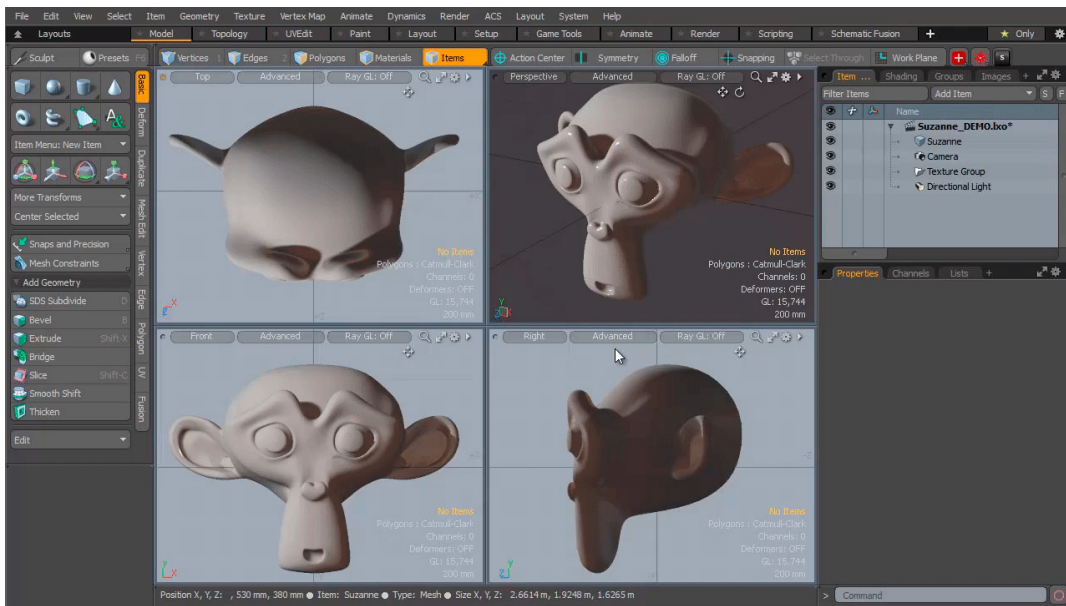 File Edit View Select Item Geometry Texture Vertex Map Animate Dynamics Render ACS Layout System Help
Layouts Model Topology UVEdit Paint Layout Setup Game Tools Animate Render Scripting Schematic Fusion + Only
Sculpt Presets F6 Vertices 1 Edges 2 Polygons Materials Items Action Center Symmetry Falloff Snapping Select Through Work Plane S
Top Advanced Ray GL: Off
Perspective Advanced Ray GL: Off
Item ... Shading Groups Images +
Filter Items Add Item S F
Name
Suzanne_DEMO.lxo*
Suzanne
Camera
Texture Group
Directional Light
Basic
Deform
Duplicate
Mesh Edit
Vertex
Edge
Polygon
UV
Fusion
Item Menu: New Item
More Transforms
Center Selected
Snaps and Precision
Mesh Constraints
Add Geometry
SDS Subdivide D
Bevel B
Extrude Shift-X
Bridge
Slice Shift-C
Smooth Shift
Thicken
Edit
No Items
Polygons : Catmull-Clark
Channels: 0
Deformers: OFF
GL: 15,744
200 mm
No Items
Polygons : Catmull-Clark
Channels: 0
Deformers: OFF
GL: 15,744
200 mm
Properties Channels Lists +
Front Advanced Ray GL: Off
Right Advanced Ray GL: Off
No Items
Polygons : Catmull-Clark
Channels: 0
Deformers: OFF
GL: 15,744
200 mm
No Items
Polygons : Catmull-Clark
Channels: 0
Deformers: OFF
GL: 15,744
200 mm
Position X, Y, Z: , 530 mm, 380 mm ● Item: Suzanne ● Type: Mesh ● Size X, Y, Z: 2.6614 m, 1.9248 m, 1.6265 m
> Command